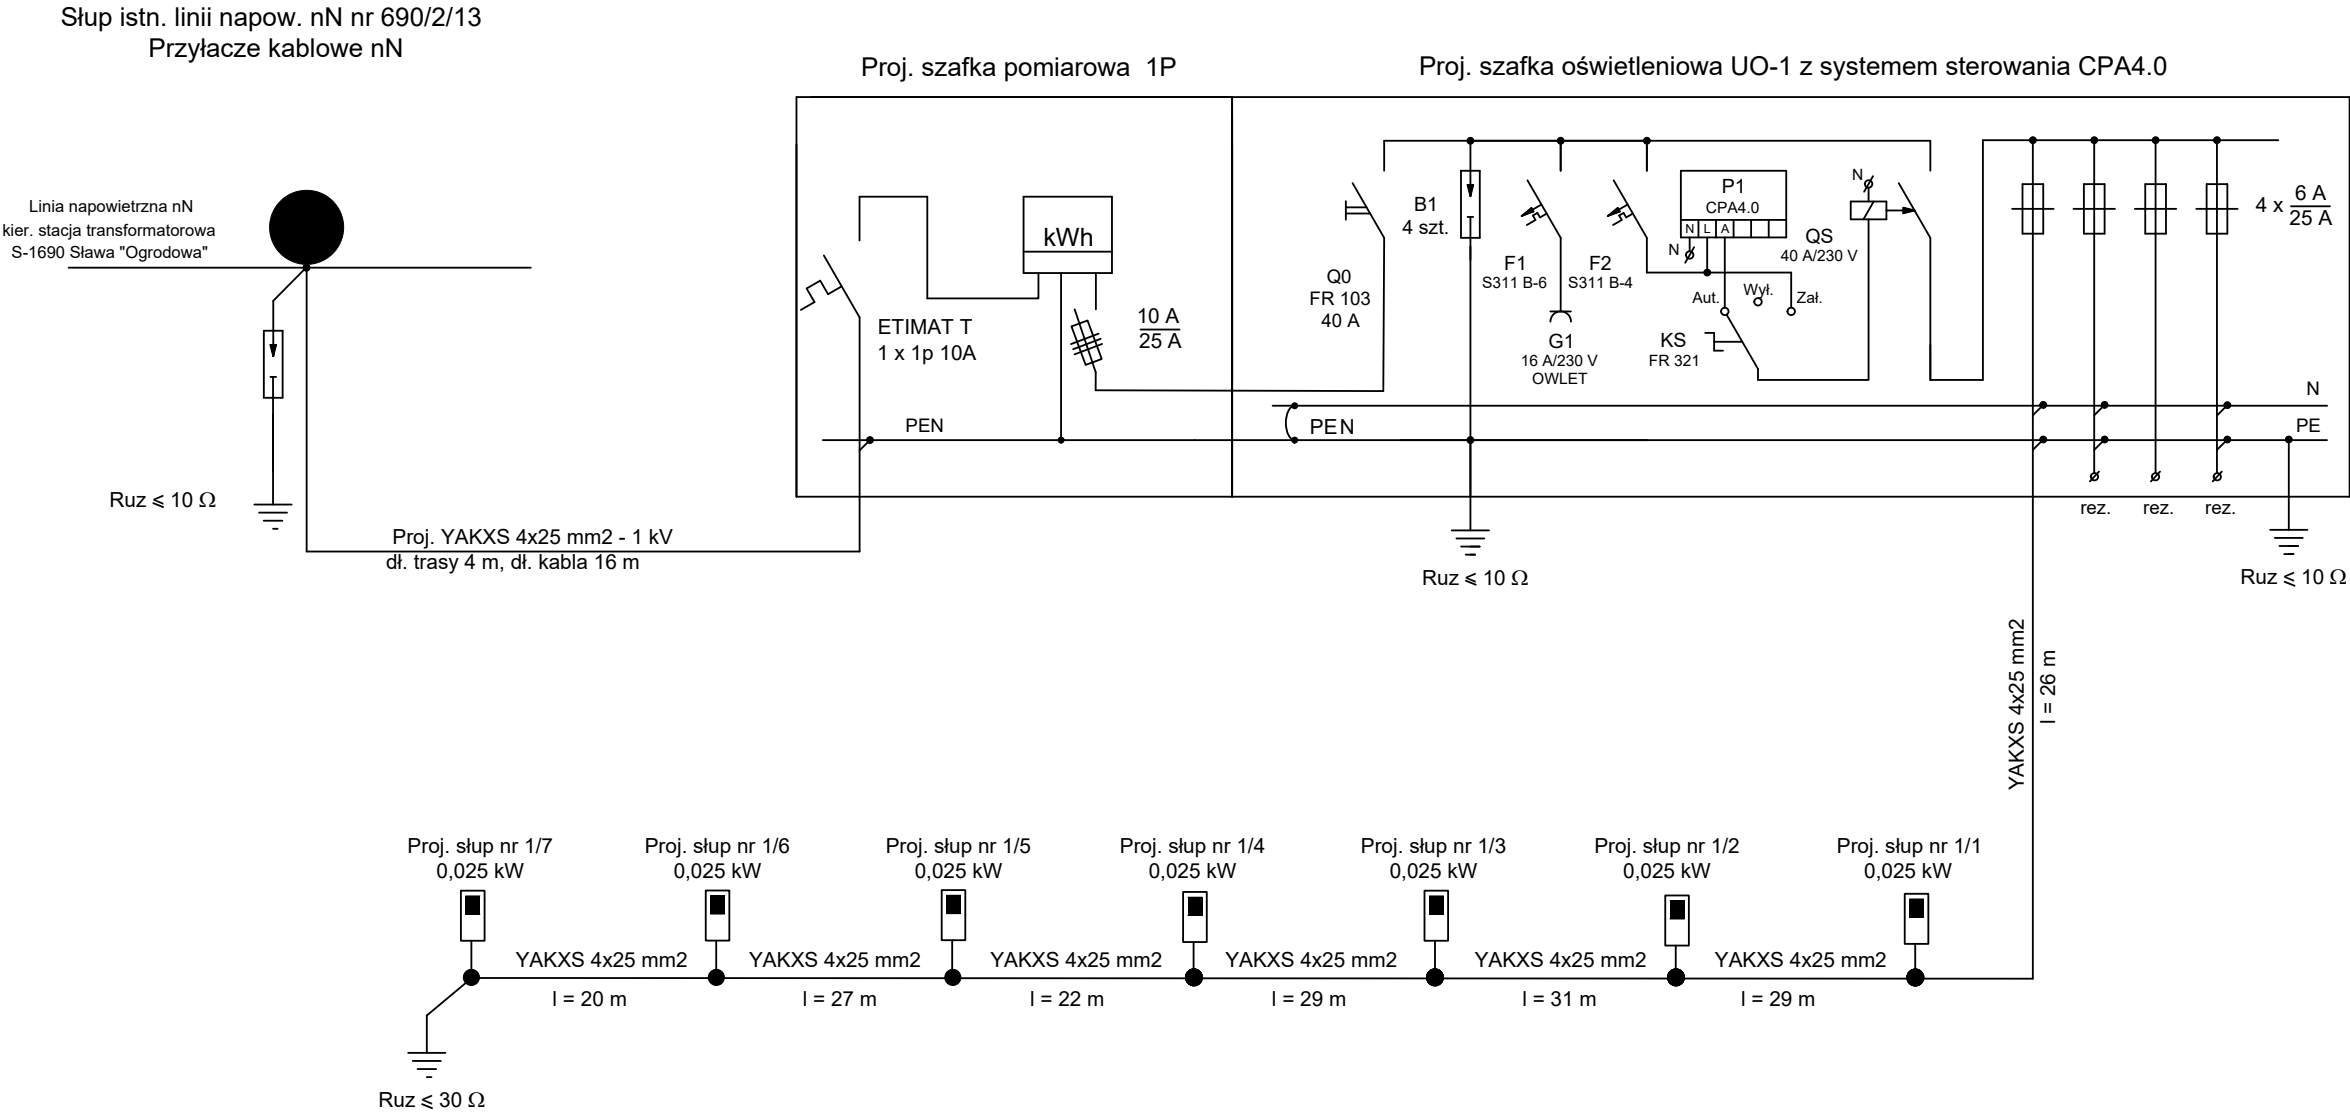 Słup istn. linii napow. nN nr 690/2/13
Przyłacze kablowe nN
Proj. szafka pomiarowa 1P
Proj. szafka oświetleniowa UO-1 z systemem sterowania CPA4.0
Linia napowietrzna nN
kier. stacja transformatorowa
S-1690 Sława "Ogrodowa"
Ruz ⩽ 10 Ω
Proj. YAKXS 4x25 mm2 - 1 kV
dł. trasy 4 m, dł. kabla 16 m
ETIMAT T
1 x 1p 10A
kWh
10 A
25 A
PEN
Q0
FR 103
40 A
B1
4 szt.
F1
S311 B-6
F2
S311 B-4
G1
16 A/230 V
OWLET
P1
CPA4.0
N L A
N
Aut.
Wył.
Zał.
KS
FR 321
N
QS
40 A/230 V
4 x 6 A
25 A
N
PE
PEN
rez.
rez.
rez.
Ruz ⩽ 10 Ω
Ruz ⩽ 10 Ω
YAKXS 4x25 mm2
l = 26 m
Proj. słup nr 1/7
0,025 kW
Proj. słup nr 1/6
0,025 kW
Proj. słup nr 1/5
0,025 kW
Proj. słup nr 1/4
0,025 kW
Proj. słup nr 1/3
0,025 kW
Proj. słup nr 1/2
0,025 kW
Proj. słup nr 1/1
0,025 kW
YAKXS 4x25 mm2
l = 20 m
YAKXS 4x25 mm2
l = 27 m
YAKXS 4x25 mm2
l = 22 m
YAKXS 4x25 mm2
l = 29 m
YAKXS 4x25 mm2
l = 31 m
YAKXS 4x25 mm2
l = 29 m
Ruz ⩽ 30 Ω